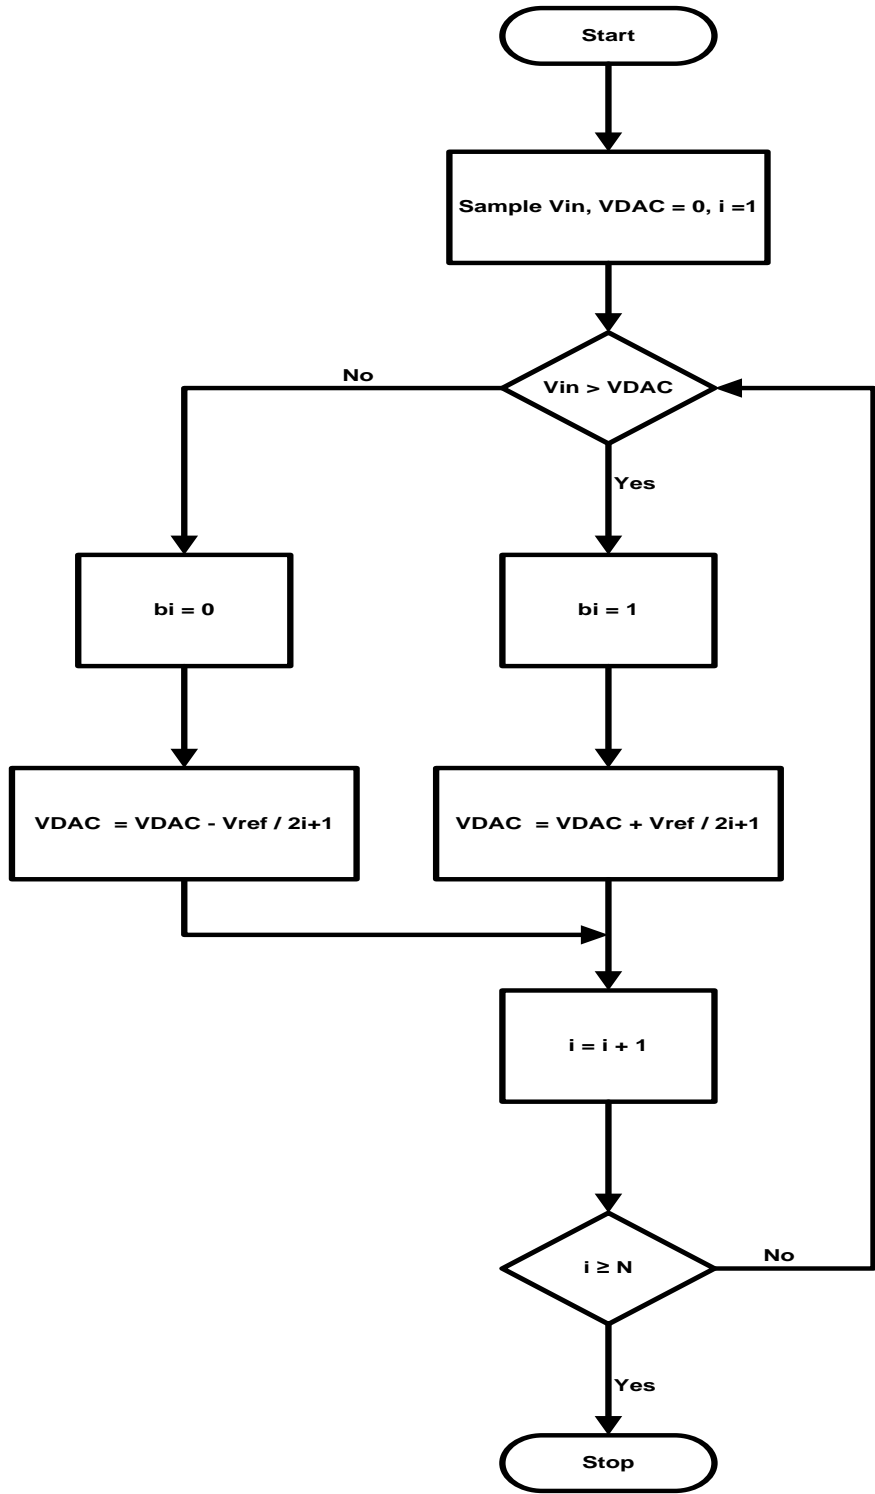 Start
Sample Vin, VDAC = 0, i =1
Vin > VDAC
No
Yes
bi = 0
bi = 1
VDAC = VDAC - Vref / 2i+1
VDAC = VDAC + Vref / 2i+1
i = i + 1
i ≥ N
No
Yes
Stop